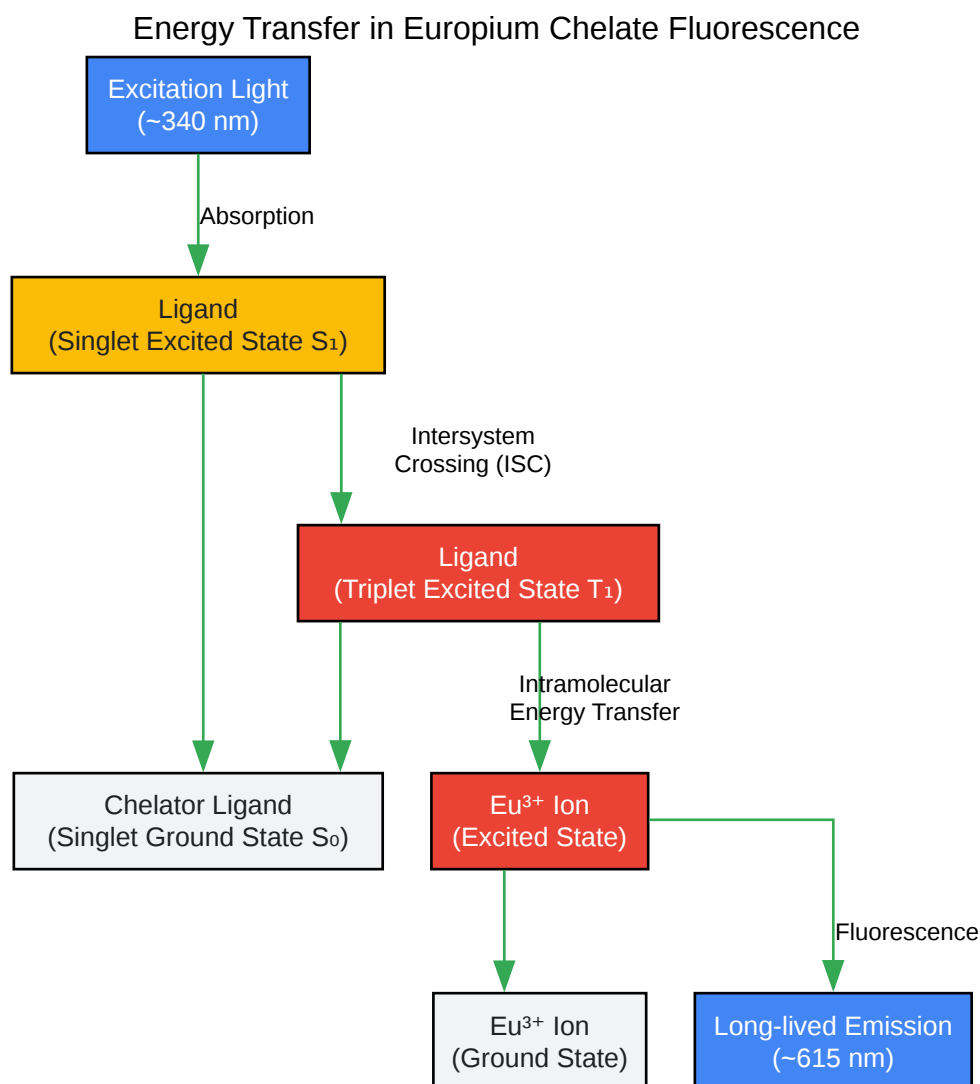 Energy Transfer in Europium Chelate Fluorescence
Excitation Light
(~340 nm)
Absorption
Ligand
(Singlet Excited State S₁)
Intersystem
Crossing (ISC)
Ligand
(Triplet Excited State T₁)
Intramolecular
Energy Transfer
Chelator Ligand
(Singlet Ground State S₀)
Eu³⁺ Ion
(Excited State)
Fluorescence
Eu³⁺ Ion
(Ground State)
Long-lived Emission
(~615 nm)